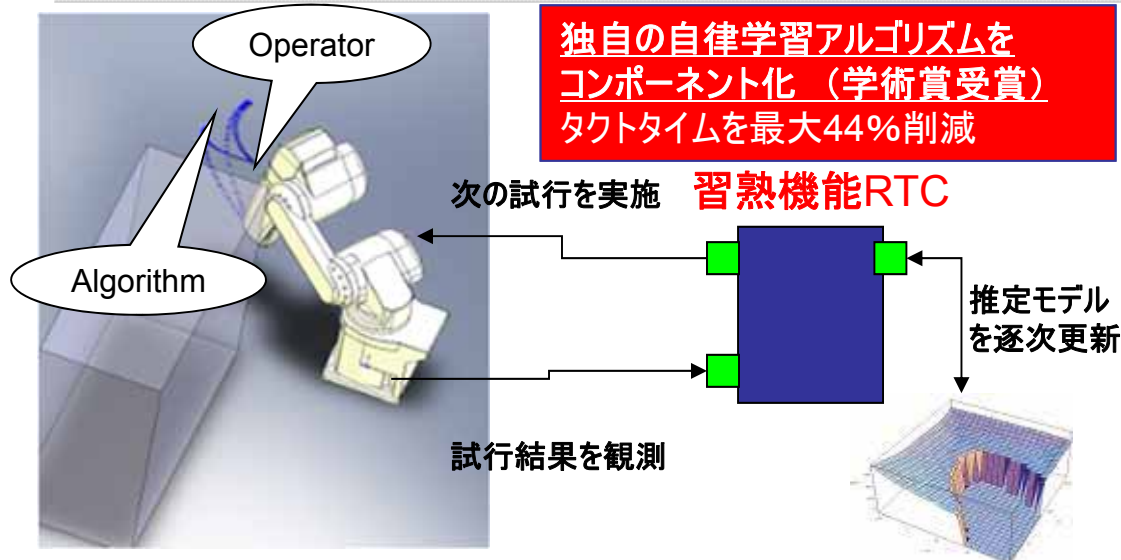 Operator
Algorithm
独自の自律学習アルゴリズムを
コンポーネント化 （学術賞受賞）
タクトタイムを最大44%削減
次の試行を実施
習熟機能RTC
推定モデル
を逐次更新
試行結果を観測